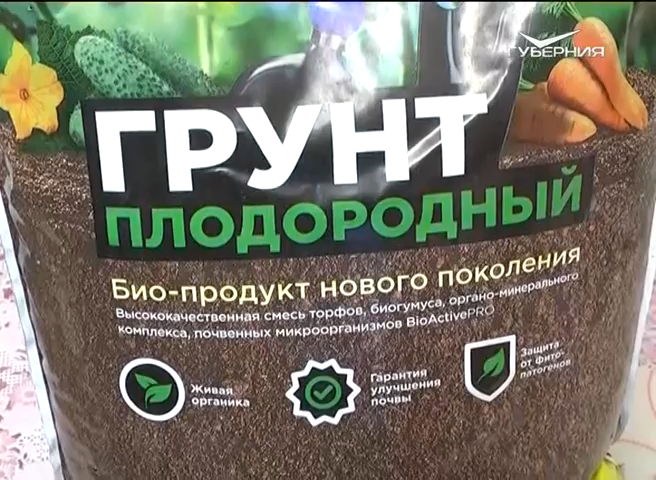 ГУБЕРНИЯ
ГРУНТ
ПЛОДОРОДНЫЙ
Био-продукт нового поколения
Высококачественная смесь торфов, биогумуса, органо-минерального
комплекса, почвенных микроорганизмов BioActivePRO
Живая
органика
Гарантия
улучшения
почвы
Защита
от фито-
патогенов